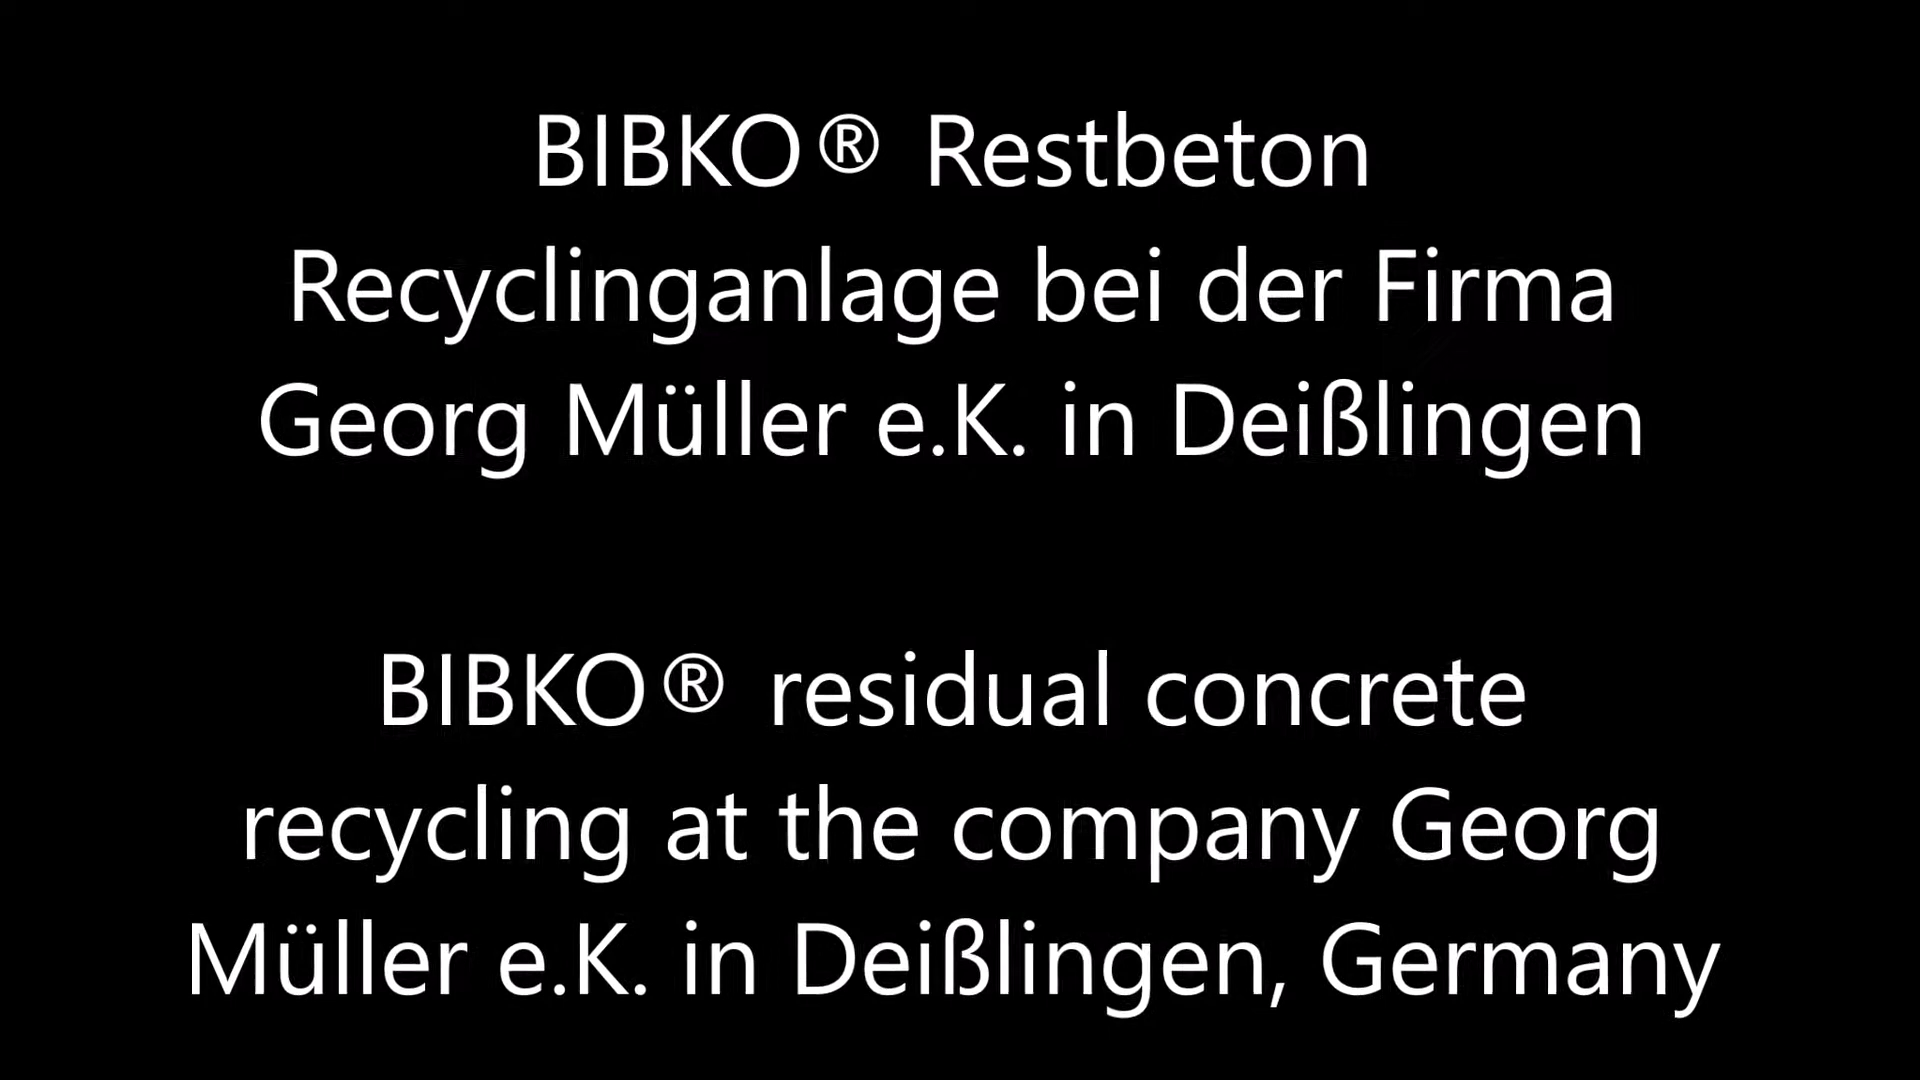 BIBKO® Restbeton
Recyclinganlage bei der Firma
Georg Müller e.K. in Deißlingen
BIBKO® residual concrete
recycling at the company Georg
Müller e.K. in Deißlingen, Germany